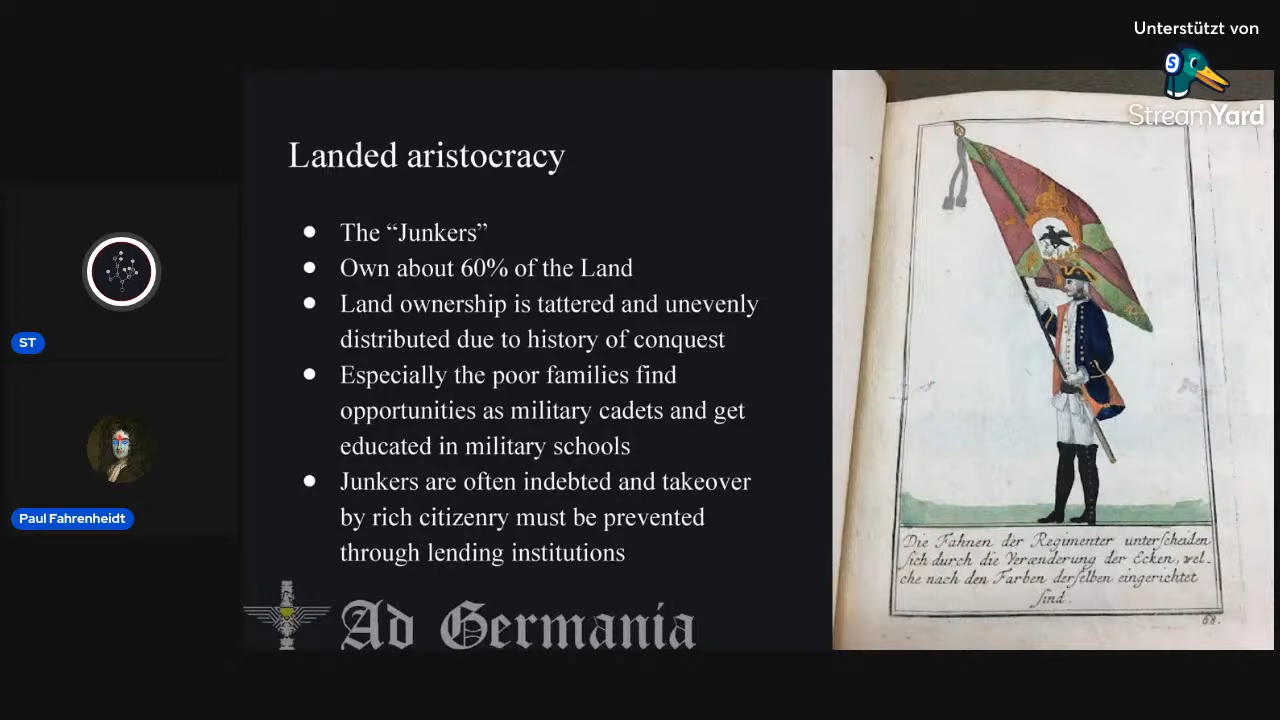 Unterstützt von
StreamYard
Landed aristocracy
The “Junkers”
Own about 60% of the Land
Land ownership is tattered and unevenly
distributed due to history of conquest
Especially the poor families find
opportunities as military cadets and get
educated in military schools
Junkers are often indebted and takeover
by rich citizenry must be prevented
through lending institutions
Ad Germania
ST
Paul Fahrenheidt
Die Fahnen der Regimenter unterſcheiden
ſich durch die Verænderung der Ecken, wel-
che nach den Farben derſelben eingerichtet
ſind.
68.